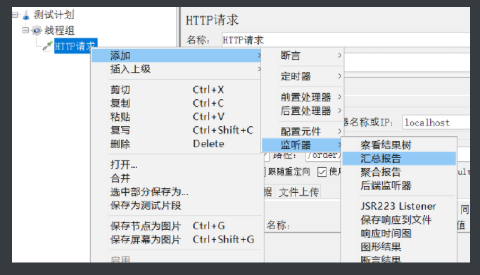 测试计划
线程组
HTTP请求
HTTP请求
名称: HTTP请求
添加
插入上级
剪切 Ctrl+X
复制 Ctrl+C
粘贴 Ctrl+V
复写 Ctrl+Shift+C
删除 Delete
打开...
合并
选中部分保存为...
保存为测试片段
保存节点为图片 Ctrl+G
保存屏幕为图片 Ctrl+Shift+G
启用
断言
定时器
前置处理器
后置处理器
配置元件
监听器
器名称或IP: localhost
路径: /order/
跟随重定向 使用
文件上传
名称:
察看结果树
汇总报告
聚合报告
后端监听器
JSR223 Listener
保存响应到文件
响应时间图
图形结果
断言结果
同
值